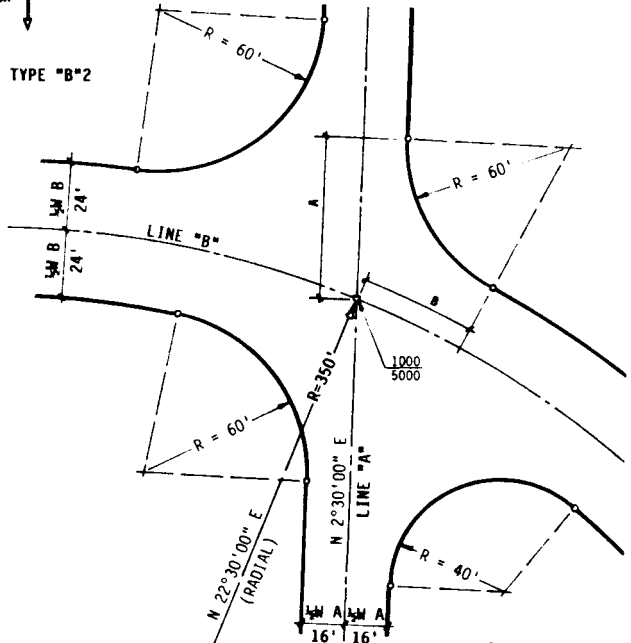 R = 60'
TYPE "B"2
½W B
24'
½W B
24'
LINE "B"
A
R = 60'
B
R=350'
1000
5000
R = 60'
N 22°30'00" E
(RADIAL)
N 2°30'00" E
LINE "A"
R = 40'
½W A
½W A
16'
16'